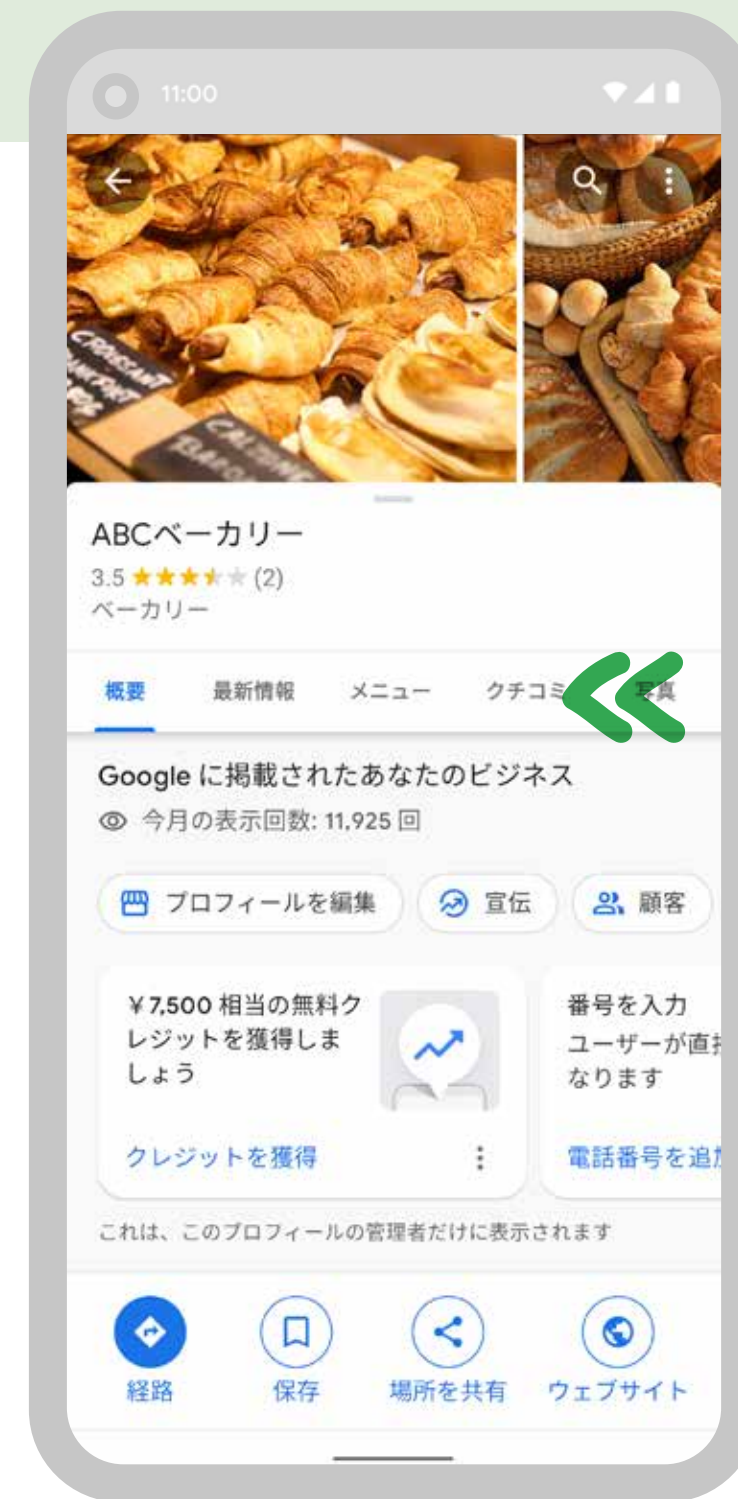 11:00
CROISSANT
ABCベーカリー
3.5 (2)
ベーカリー
概要 最新情報 メニュー クチコミ 写真
Google に掲載されたあなたのビジネス
今月の表示回数: 11,925 回
プロフィールを編集 宣伝 顧客
¥7,500 相当の無料ク
レジットを獲得しま
しょう
クレジットを獲得
番号を入力
ユーザーが直接
なります
電話番号を追加
これは、このプロフィールの管理者だけに表示されます
経路 保存 場所を共有 ウェブサイト